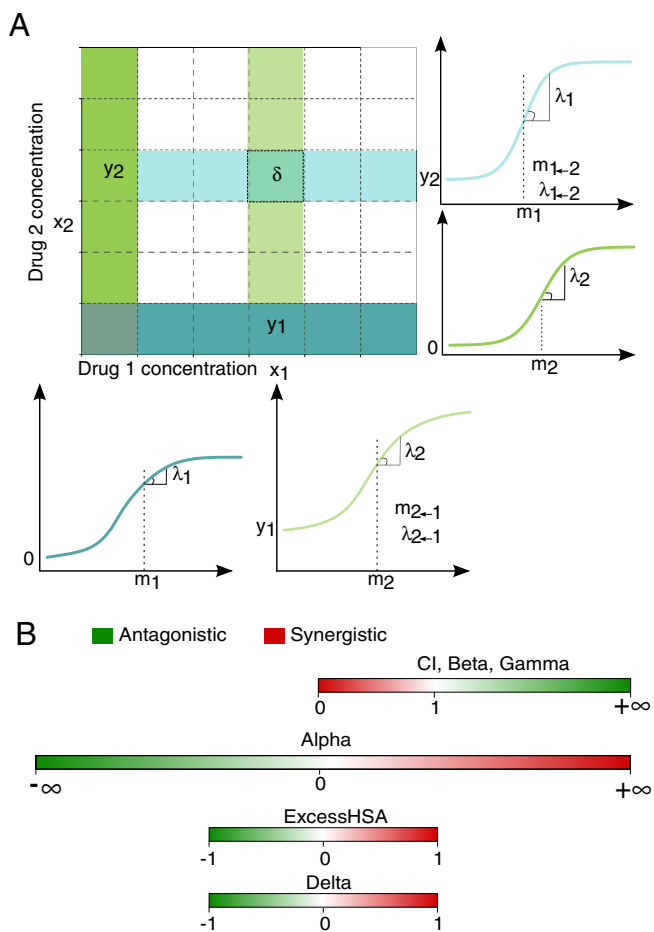 A
Drug 2 concentration
x2
y2
δ
y1
Drug 1 concentration x1
λ1
y2
m1←2
λ1←2
m1
λ2
0
m2
λ1
0
m1
λ2
m2←1
λ2←1
y1
m2
B
Antagonistic Synergistic
CI, Beta, Gamma
0 1 +∞
Alpha
-∞ 0 +∞
ExcessHSA
-1 0 1
Delta
-1 0 1